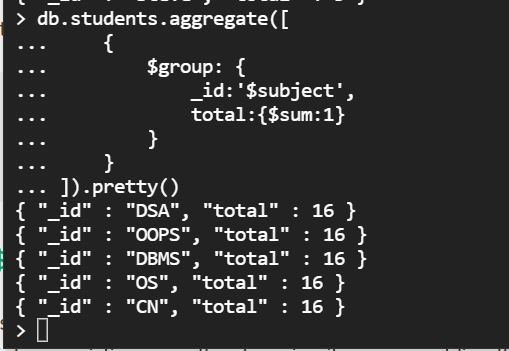 > db.students.aggregate([
...     {
...         $group: {
...             _id:'$subject',
...             total:{$sum:1}
...         }
...     }
... ]).pretty()
{ "_id" : "DSA", "total" : 16 }
{ "_id" : "OOPS", "total" : 16 }
{ "_id" : "DBMS", "total" : 16 }
{ "_id" : "OS", "total" : 16 }
{ "_id" : "CN", "total" : 16 }
>